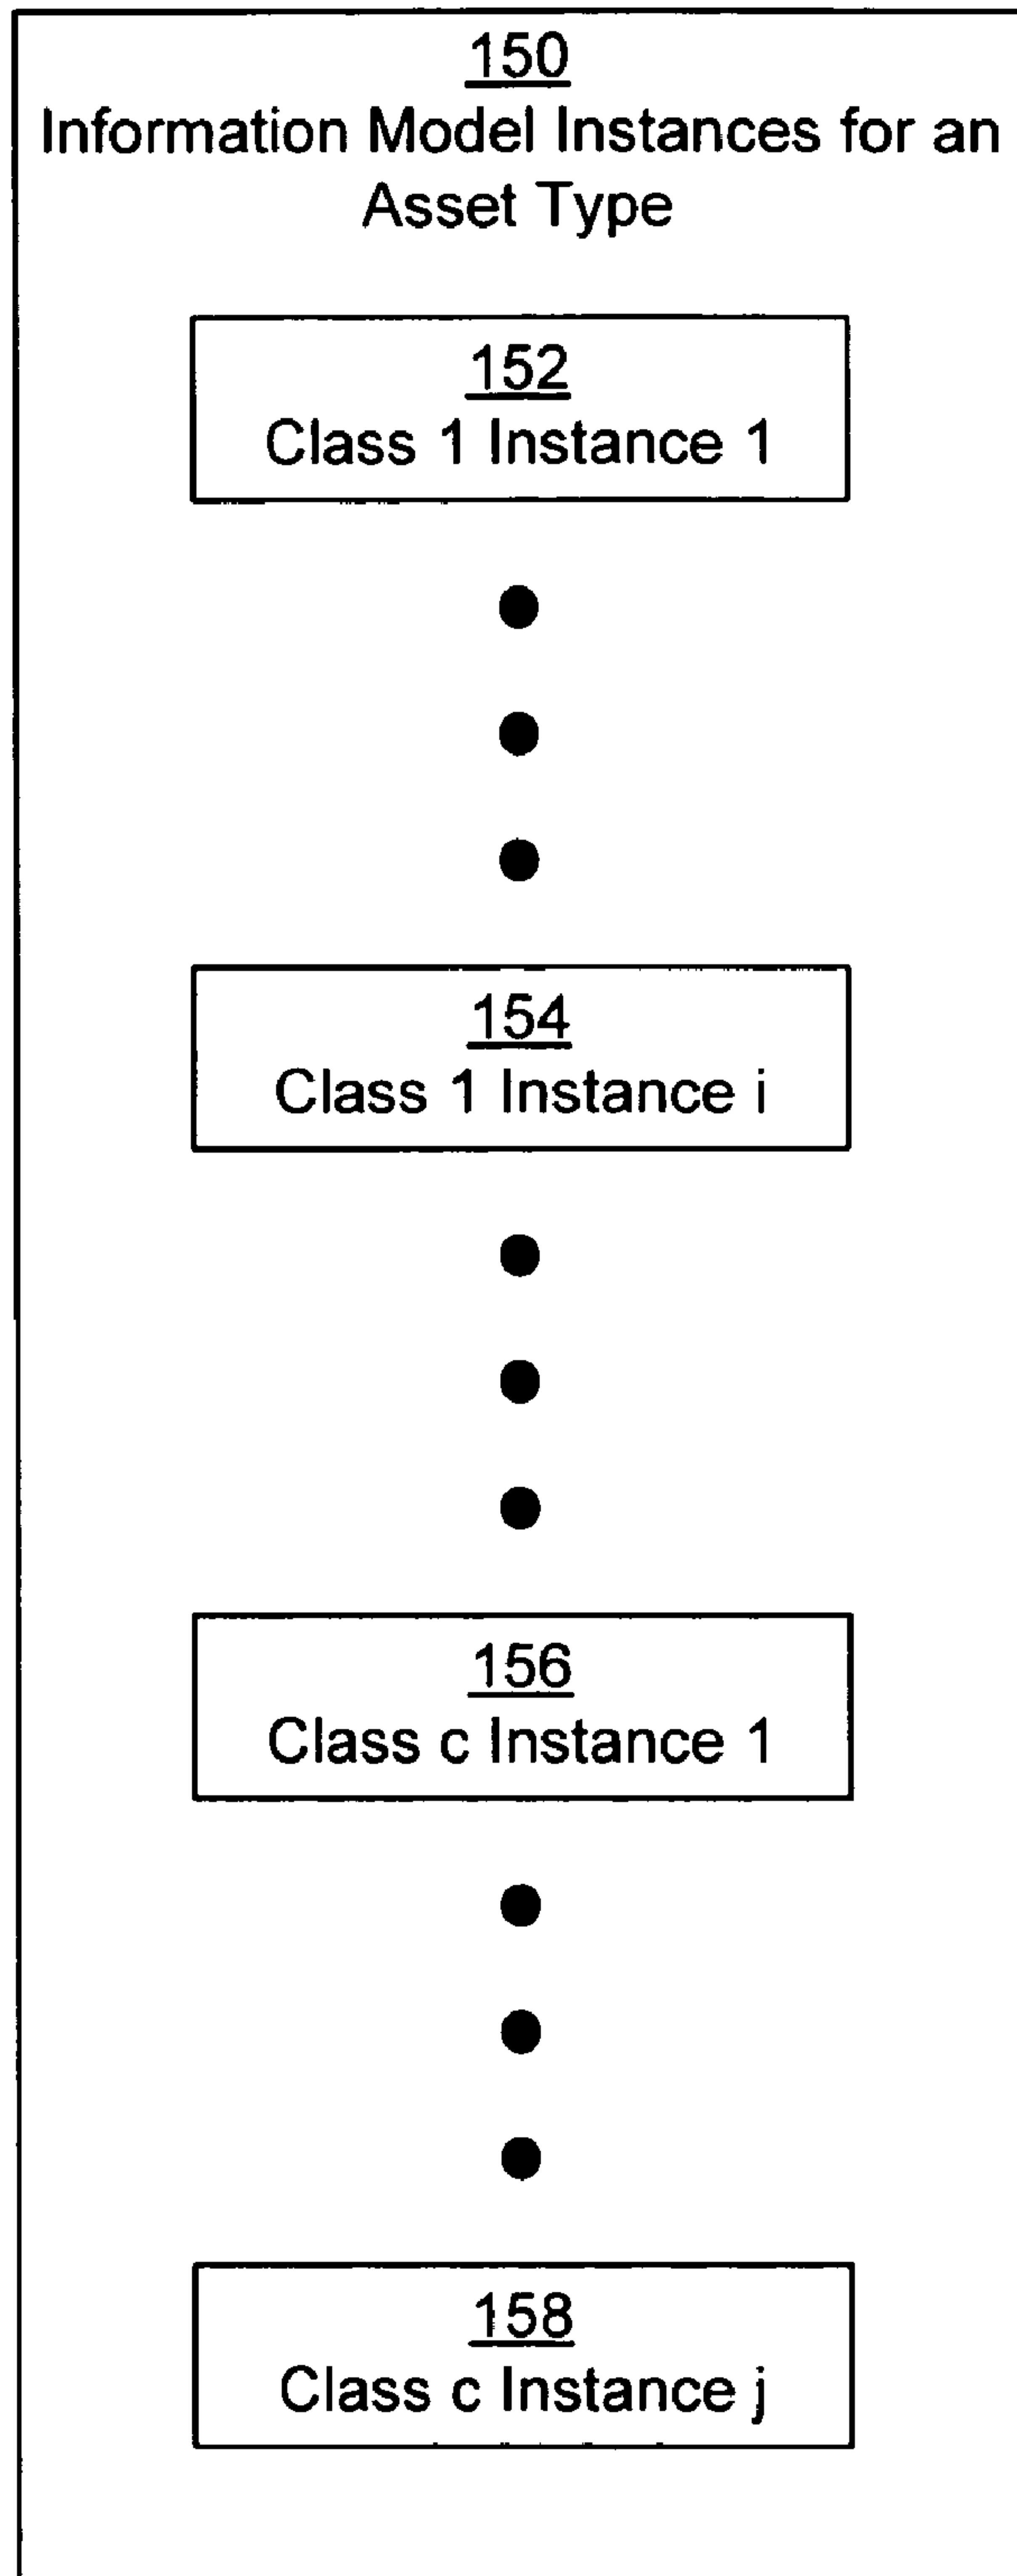 150
Information Model Instances for an
Asset Type
152
Class 1 Instance 1
154
Class 1 Instance i
156
Class c Instance 1
158
Class c Instance j